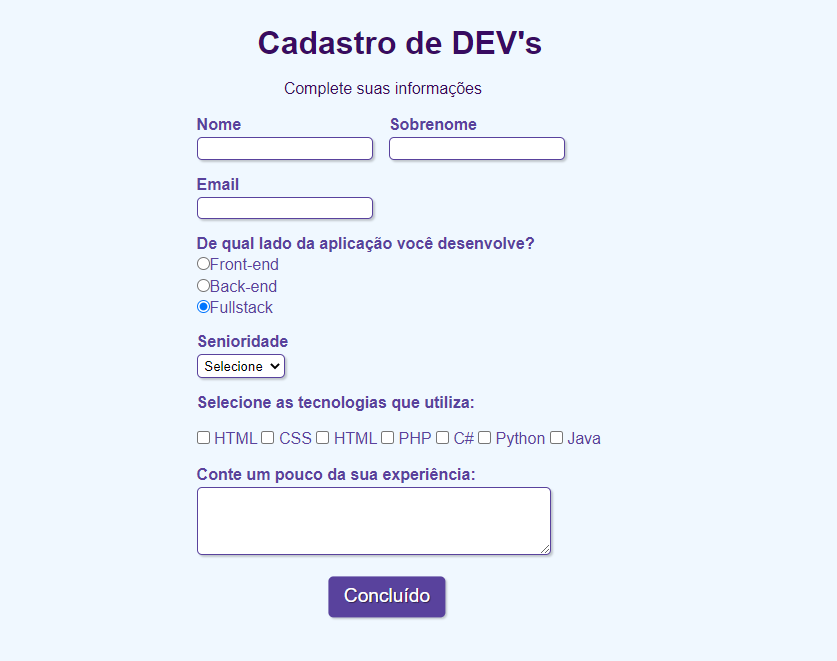 Cadastro de DEV's
Complete suas informações
Nome Sobrenome
Email
De qual lado da aplicação você desenvolve?
Front-end
Back-end
Fullstack
Senioridade
Selecione
Selecione as tecnologias que utiliza:
HTML CSS HTML PHP C# Python Java
Conte um pouco da sua experiência:
Concluído